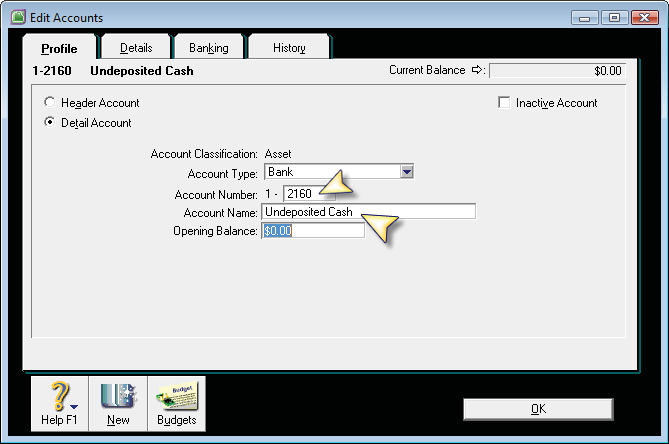 Edit Accounts
Profile Details Banking History
1-2160 Undeposited Cash Current Balance ⇨: $0.00
Header Account Inactive Account
Detail Account
Account Classification: Asset
Account Type: Bank
Account Number: 1 - 2160
Account Name: Undeposited Cash
Opening Balance: $0.00
Budget
Help F1 New Budgets OK